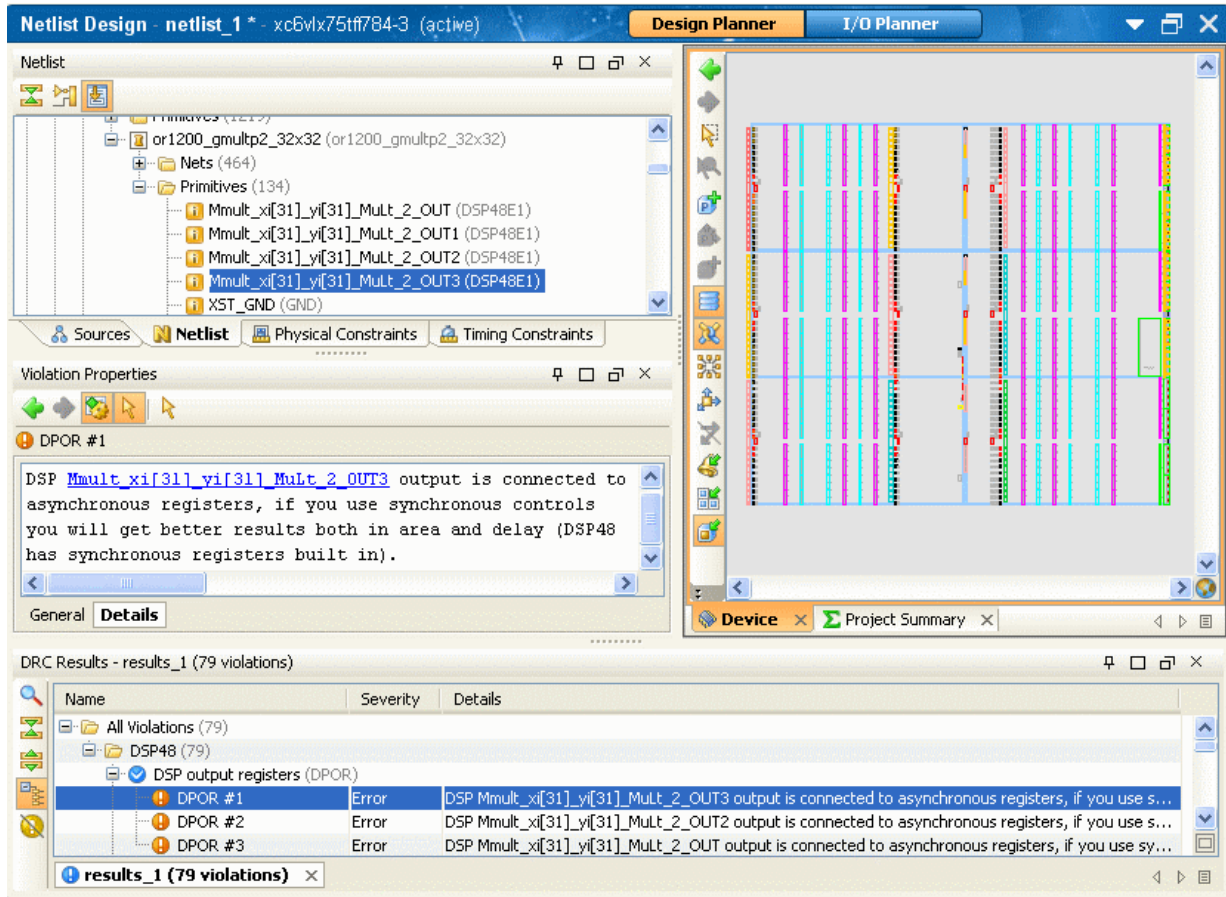 Netlist Design - netlist_1 * - xc6vlx75tff784-3 (active)
Design Planner
I/O Planner
Netlist
Primitives (1219)
or1200_gmultp2_32x32 (or1200_gmultp2_32x32)
Nets (464)
Primitives (134)
Mmult_xi[31]_yi[31]_MuLt_2_OUT (DSP48E1)
Mmult_xi[31]_yi[31]_MuLt_2_OUT1 (DSP48E1)
Mmult_xi[31]_yi[31]_MuLt_2_OUT2 (DSP48E1)
Mmult_xi[31]_yi[31]_MuLt_2_OUT3 (DSP48E1)
XST_GND (GND)
Sources Netlist Physical Constraints Timing Constraints
Violation Properties
DPOR #1
DSP Mmult_xi[31]_yi[31]_MuLt_2_OUT3 output is connected to
asynchronous registers, if you use synchronous controls
you will get better results both in area and delay (DSP48
has synchronous registers built in).
General Details
Device Project Summary
DRC Results - results_1 (79 violations)
Name Severity Details
All Violations (79)
DSP48 (79)
DSP output registers (DPOR)
DPOR #1 Error DSP Mmult_xi[31]_yi[31]_MuLt_2_OUT3 output is connected to asynchronous registers, if you use s...
DPOR #2 Error DSP Mmult_xi[31]_yi[31]_MuLt_2_OUT2 output is connected to asynchronous registers, if you use s...
DPOR #3 Error DSP Mmult_xi[31]_yi[31]_MuLt_2_OUT output is connected to asynchronous registers, if you use sy...
results_1 (79 violations)